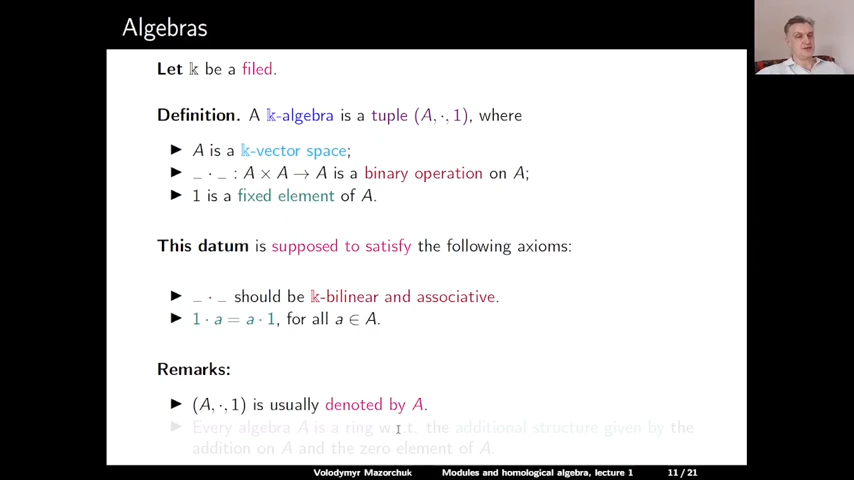 Algebras
Let 𝕜 be a filed.
Definition. A 𝕜-algebra is a tuple (A, ·, 1), where
▶ A is a 𝕜-vector space;
▶ _ · _ : A × A → A is a binary operation on A;
▶ 1 is a fixed element of A.
This datum is supposed to satisfy the following axioms:
▶ _ · _ should be 𝕜-bilinear and associative.
▶ 1 · a = a · 1, for all a ∈ A.
Remarks:
▶ (A, ·, 1) is usually denoted by A.
▶ Every algebra A is a ring w.r.t. the additional structure given by the
addition on A and the zero element of A.
Volodymyr Mazorchuk Modules and homological algebra, lecture 1 11 / 21